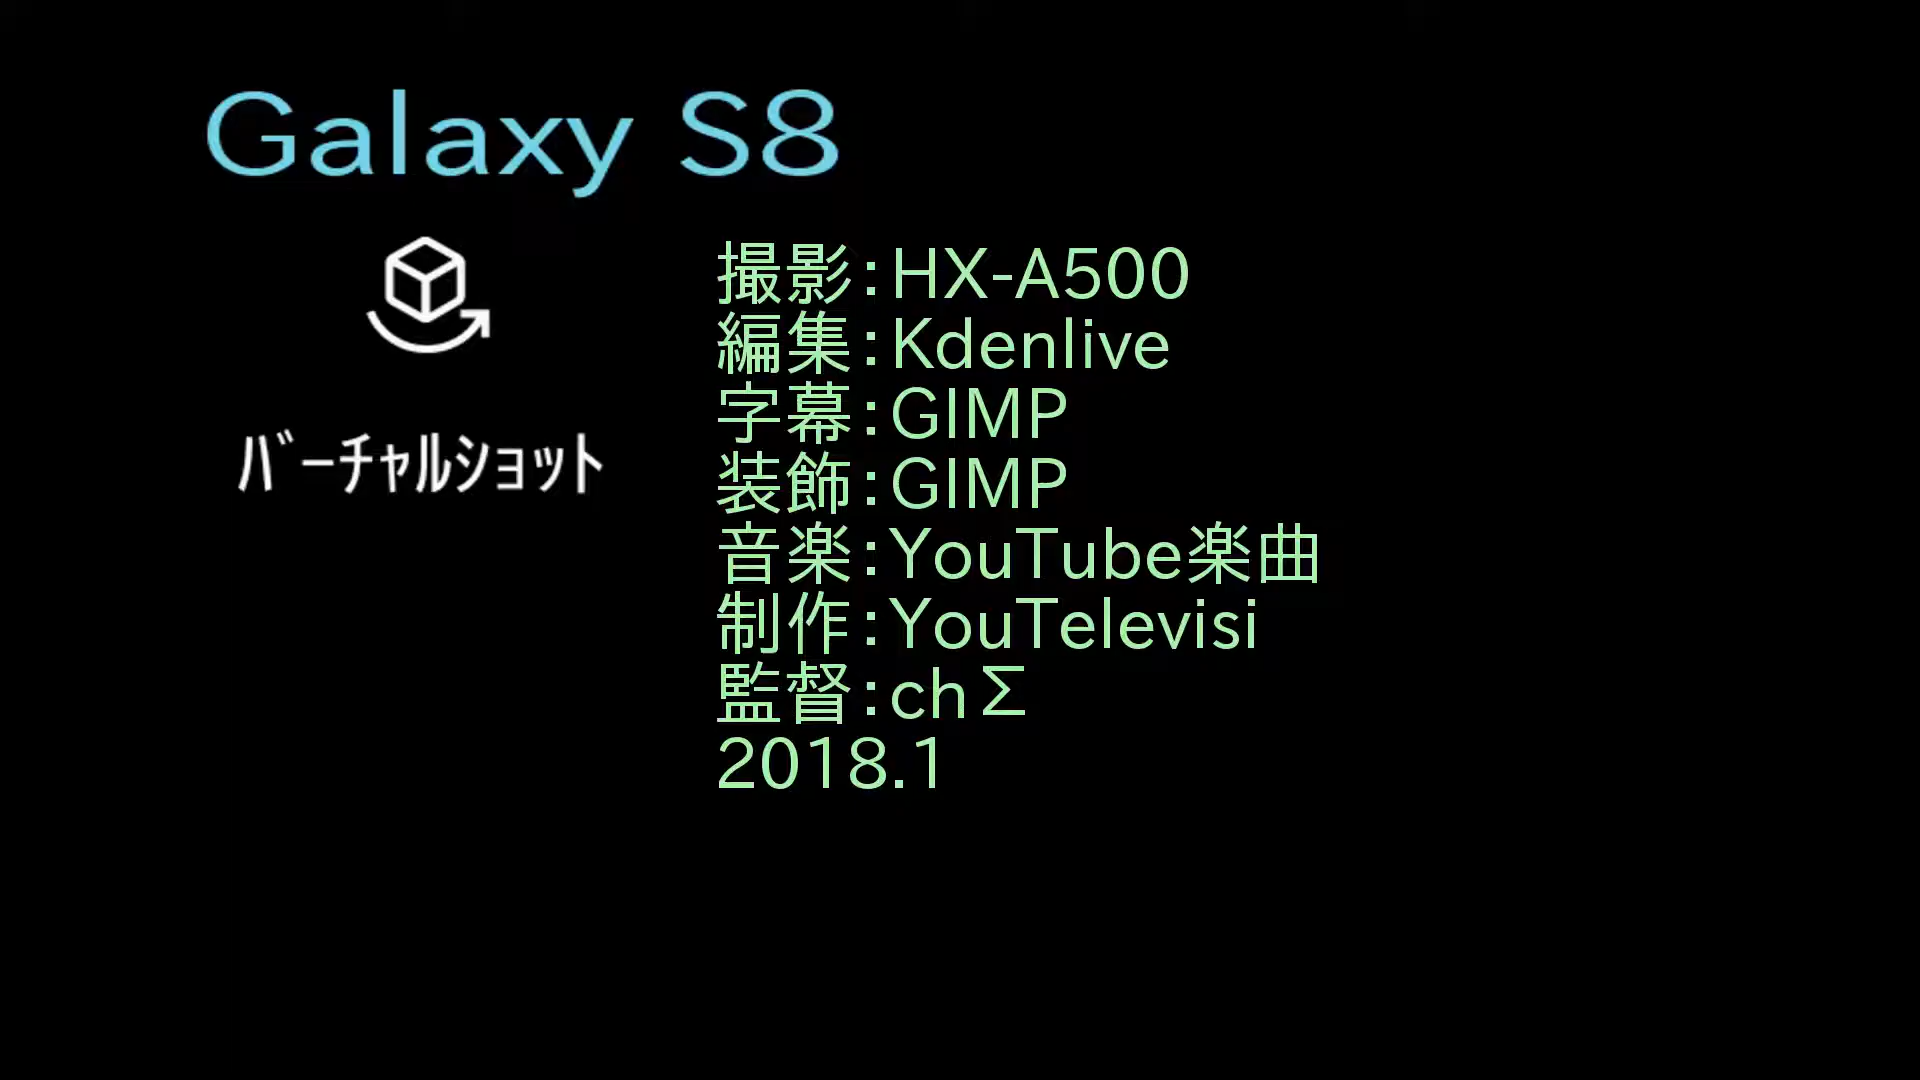 Galaxy S8
バーチャルショット
撮影:HX-A500
編集:Kdenlive
字幕:GIMP
装飾:GIMP
音楽:YouTube楽曲
制作:YouTelevisi
監督:chΣ
2018.1